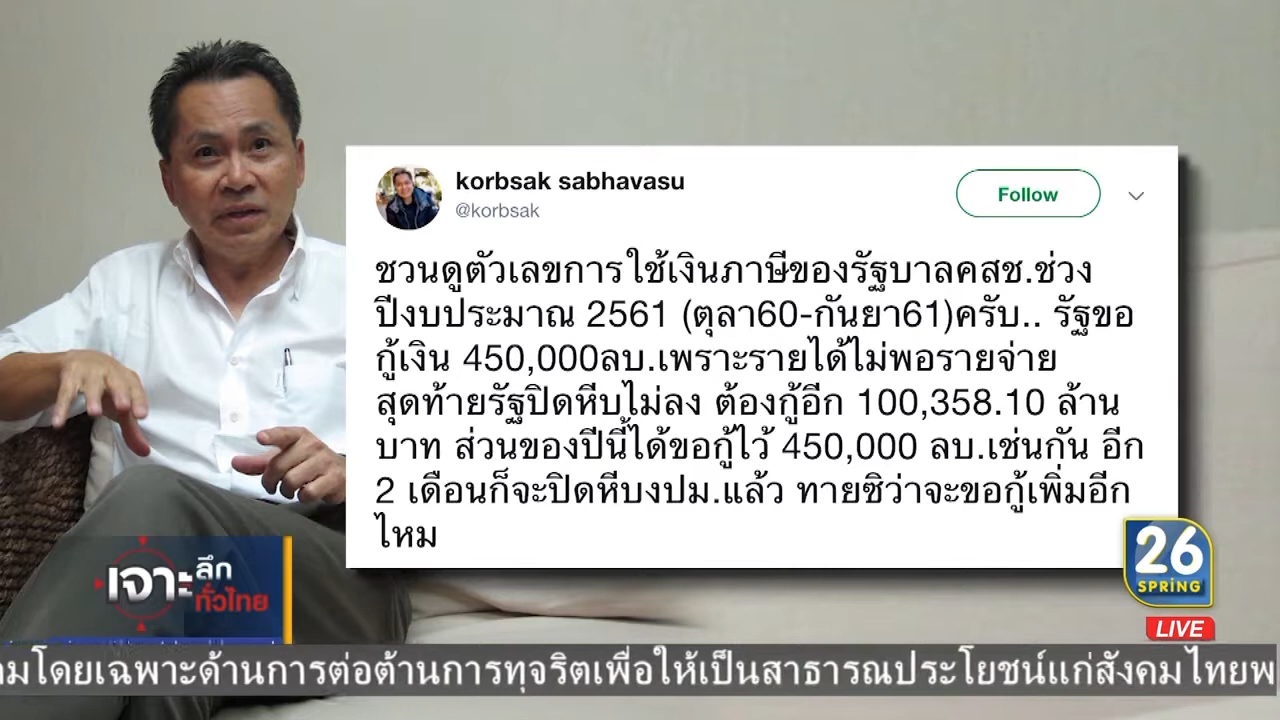 korbsak sabhavasu
@korbsak
Follow
ชวนดูตัวเลขการใช้เงินภาษีของรัฐบาลคสช.ช่วง
ปีงบประมาณ 2561 (ตุลา60-กันยา61)ครับ.. รัฐขอ
กู้เงิน 450,000ลบ.เพราะรายได้ไม่พอรายจ่าย
สุดท้ายรัฐปิดหีบไม่ลง ต้องกู้อีก 100,358.10 ล้าน
บาท ส่วนของปีนี้ได้ขอกู้ไว้ 450,000 ลบ.เช่นกัน อีก
2 เดือนก็จะปิดหีบงปม.แล้ว ทายซิว่าจะขอกู้เพิ่มอีก
ไหม
เจาะลึก
ทั่วไทย
26
SPRiNG
LIVE
โดยเฉพาะด้านการต่อต้านการทุจริตเพื่อให้เป็นสาธารณประโยชน์แก่สังคมไทย